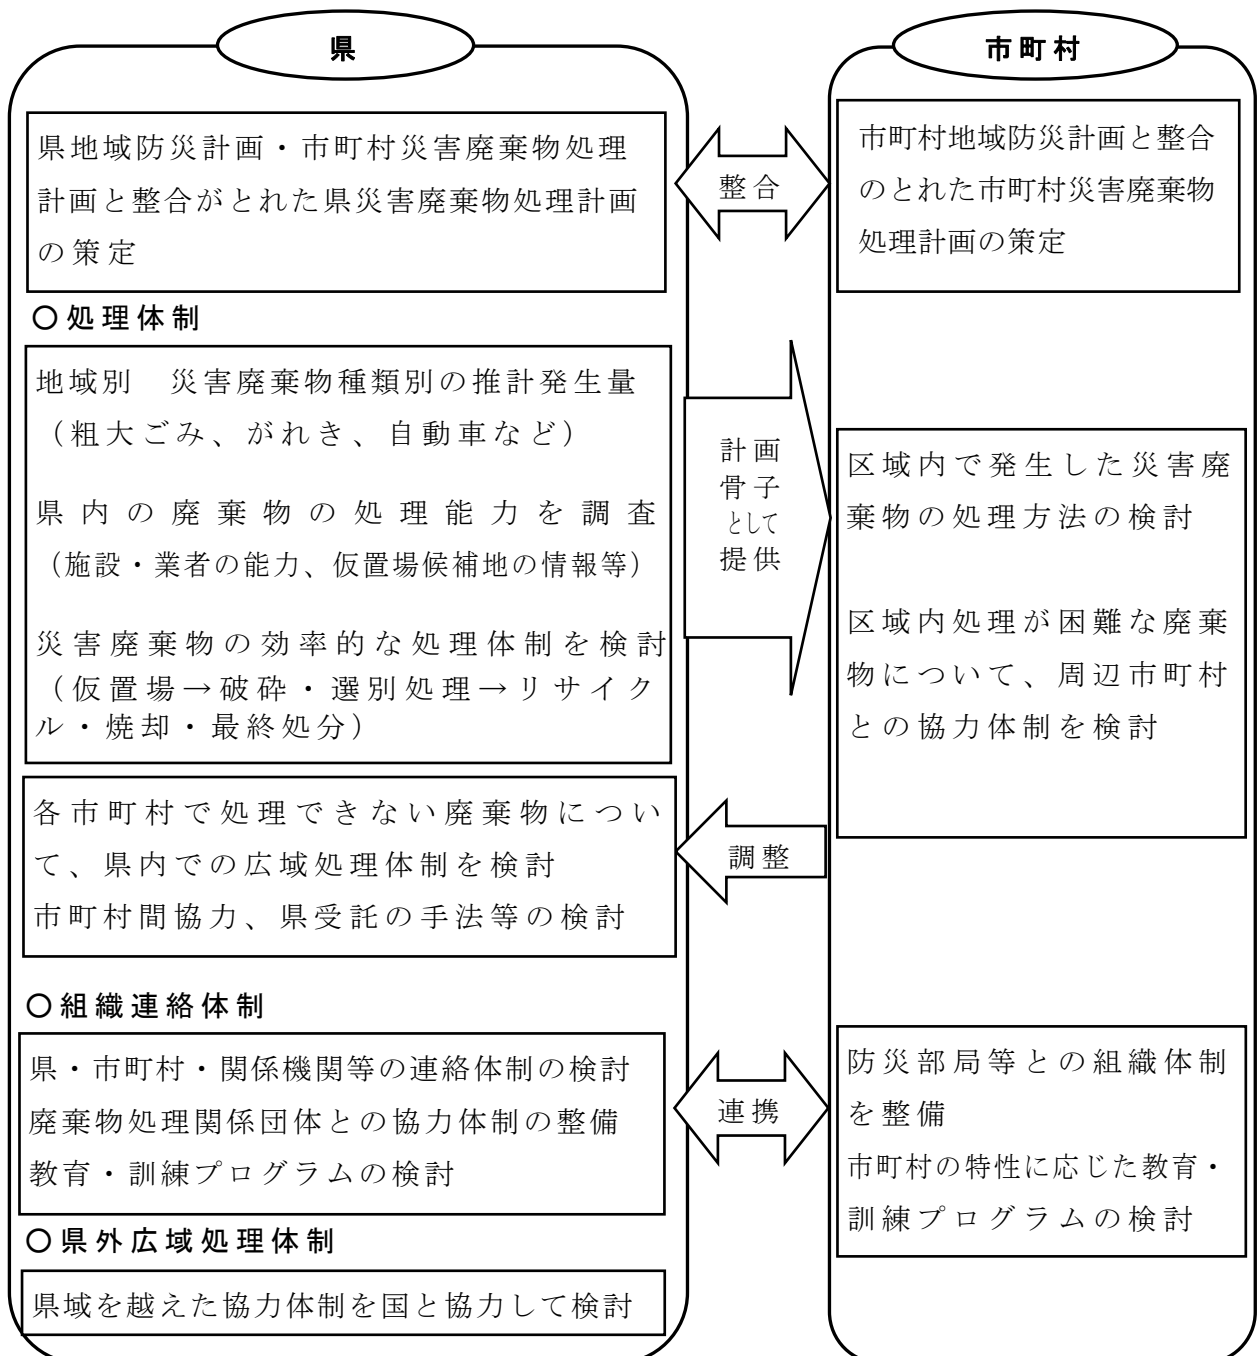 県
県地域防災計画・市町村災害廃棄物処理
計画と整合がとれた県災害廃棄物処理計画
の策定
〇処理体制
地域別　災害廃棄物種類別の推計発生量
（粗大ごみ、がれき、自動車など）
県内の廃棄物の処理能力を調査
（施設・業者の能力、仮置場候補地の情報等）
災害廃棄物の効率的な処理体制を検討
（仮置場→破砕・選別処理→リサイク
ル・焼却・最終処分）
各市町村で処理できない廃棄物につい
て、県内での広域処理体制を検討
市町村間協力、県受託の手法等の検討
〇組織連絡体制
県・市町村・関係機関等の連絡体制の検討
廃棄物処理関係団体との協力体制の整備
教育・訓練プログラムの検討
〇県外広域処理体制
県域を越えた協力体制を国と協力して検討
整合
計画
骨子
として
提供
調整
連携
市町村
市町村地域防災計画と整合
のとれた市町村災害廃棄物
処理計画の策定
区域内で発生した災害廃
棄物の処理方法の検討
区域内処理が困難な廃棄
物について、周辺市町村
との協力体制を検討
防災部局等との組織体制
を整備
市町村の特性に応じた教育・
訓練プログラムの検討